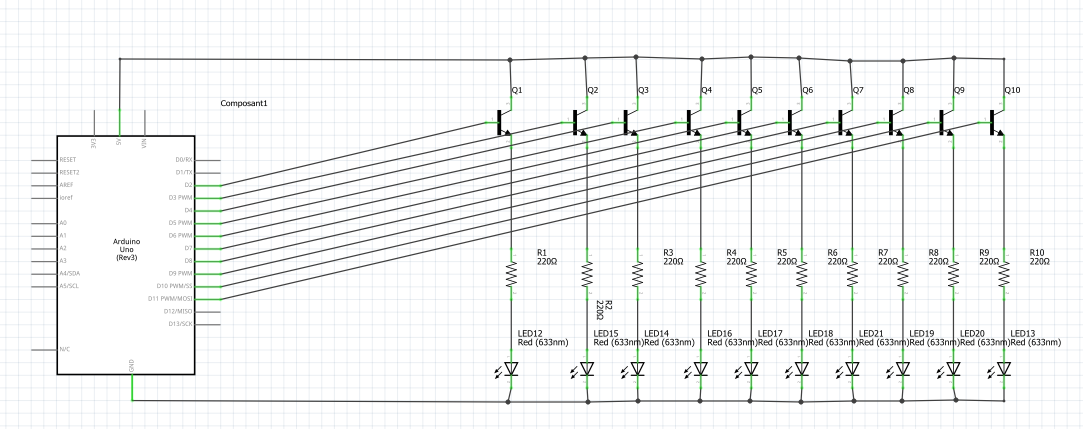 Q1
Q2
Q3
Q4
Q5
Q6
Q7
Q8
Q9
Q10
Composant1
3V3
5V
VIN
RESET
RESET2
AREF
ioref
A0
A1
A2
A3
A4/SDA
A5/SCL
N/C
Arduino
Uno
(Rev3)
D0/RX
D1/TX
D2
D3 PWM
D4
D5 PWM
D6 PWM
D7
D8
D9 PWM
D10 PWM/SS
D11 PWM/MOSI
D12/MISO
D13/SCK
GND
R1
220Ω
R2
220Ω
R3
220Ω
R4
220Ω
R5
220Ω
R6
220Ω
R7
220Ω
R8
220Ω
R9
220Ω
R10
220Ω
LED12
Red (633nm)
LED15
Red (633nm)
LED14
Red (633nm)
LED16
Red (633nm)
LED17
Red (633nm)
LED18
Red (633nm)
LED21
Red (633nm)
LED19
Red (633nm)
LED20
Red (633nm)
LED13
Red (633nm)